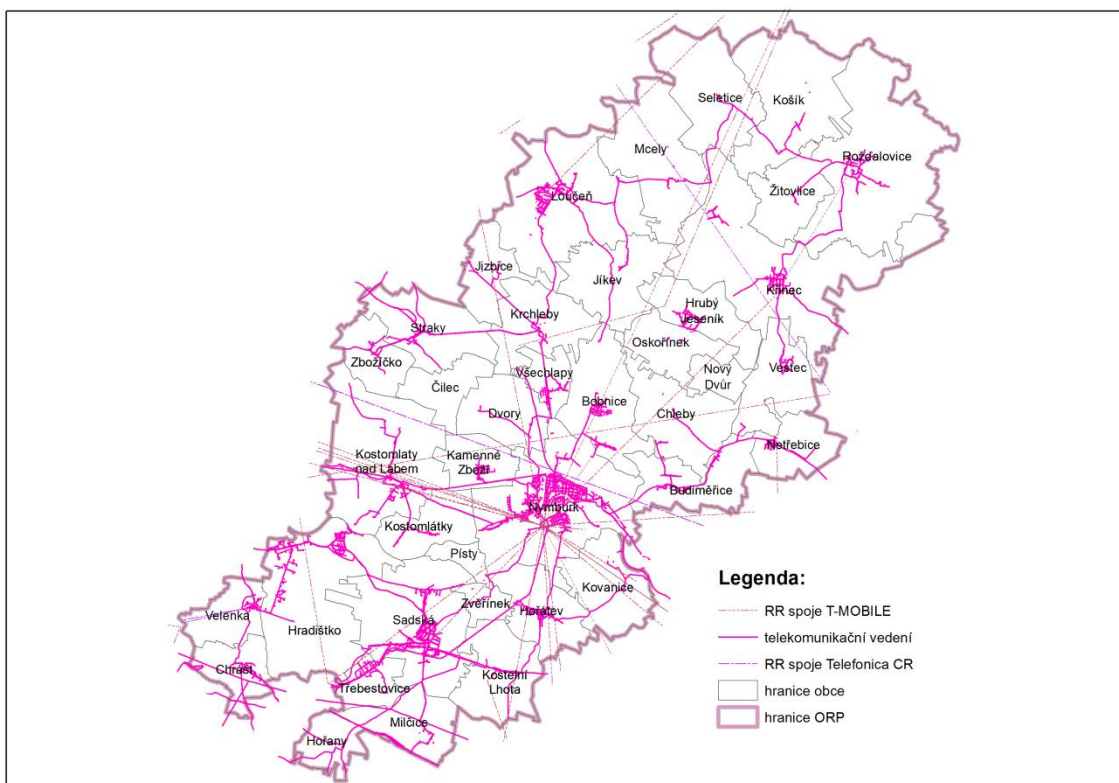 Seletice
Košík
Mcely
Rožďalovice
Žitovlice
Loučeň
Jizbice
Jíkev
Křinec
Hrubý
Jeseník
Krchleby
Straky
Oskořínek
Zbožíčko
Všechlapy
Nový
Dvůr
Vestec
Čilec
Bobnice
Dvory
Chleby
Netřebice
Kostomlaty
nad Labem
Kamenné
Zboží
Budiměřice
Nymburk
Kostomlátky
Písty
Kovanice
Zvěřínek
Hořátev
Velenka
Sadská
Hradištko
Chrást
Kostelní
Lhota
Třebestovice
Milčice
Hořany
Legenda:
RR spoje T-MOBILE
telekomunikační vedení
RR spoje Telefonica CR
hranice obce
hranice ORP